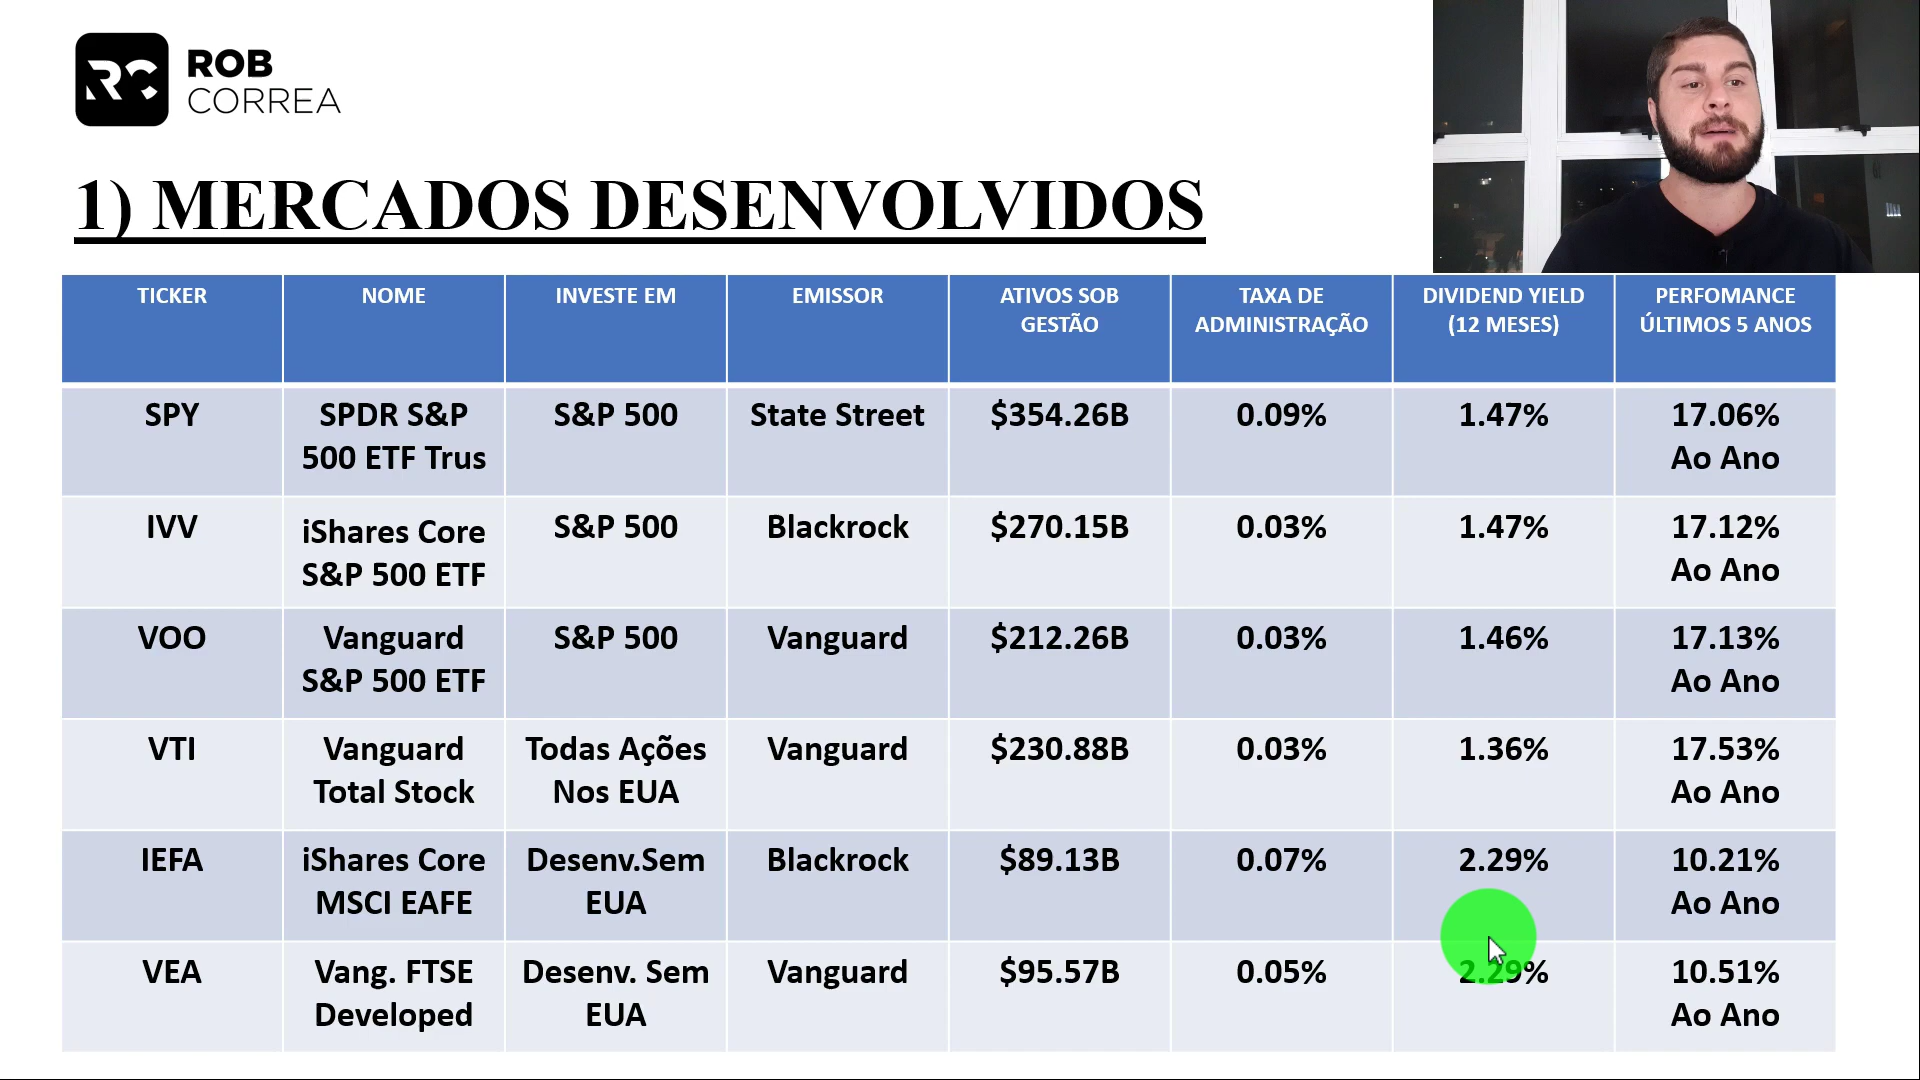 RC
ROB
CORREA
1) MERCADOS DESENVOLVIDOS
TICKER
NOME
INVESTE EM
EMISSOR
ATIVOS SOB
GESTÃO
TAXA DE
ADMINISTRAÇÃO
DIVIDEND YIELD
(12 MESES)
PERFOMANCE
ÚLTIMOS 5 ANOS
SPY
SPDR S&P
500 ETF Trus
S&P 500
State Street
$354.26B
0.09%
1.47%
17.06%
Ao Ano
IVV
iShares Core
S&P 500 ETF
S&P 500
Blackrock
$270.15B
0.03%
1.47%
17.12%
Ao Ano
VOO
Vanguard
S&P 500 ETF
S&P 500
Vanguard
$212.26B
0.03%
1.46%
17.13%
Ao Ano
VTI
Vanguard
Total Stock
Todas Ações
Nos EUA
Vanguard
$230.88B
0.03%
1.36%
17.53%
Ao Ano
IEFA
iShares Core
MSCI EAFE
Desenv.Sem
EUA
Blackrock
$89.13B
0.07%
2.29%
10.21%
Ao Ano
VEA
Vang. FTSE
Developed
Desenv. Sem
EUA
Vanguard
$95.57B
0.05%
2.29%
10.51%
Ao Ano